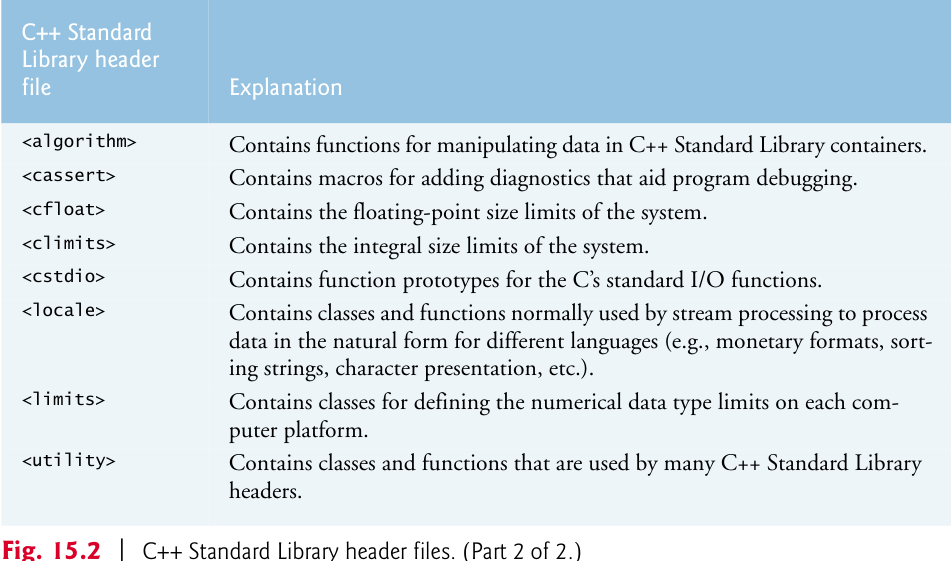 C++ Standard
Library header
file
Explanation
<algorithm>
Contains functions for manipulating data in C++ Standard Library containers.
<cassert>
Contains macros for adding diagnostics that aid program debugging.
<cfloat>
Contains the floating-point size limits of the system.
<climits>
Contains the integral size limits of the system.
<cstdio>
Contains function prototypes for the C’s standard I/O functions.
<locale>
Contains classes and functions normally used by stream processing to process
data in the natural form for different languages (e.g., monetary formats, sort-
ing strings, character presentation, etc.).
<limits>
Contains classes for defining the numerical data type limits on each com-
puter platform.
<utility>
Contains classes and functions that are used by many C++ Standard Library
headers.
Fig. 15.2 | C++ Standard Library header files. (Part 2 of 2.)